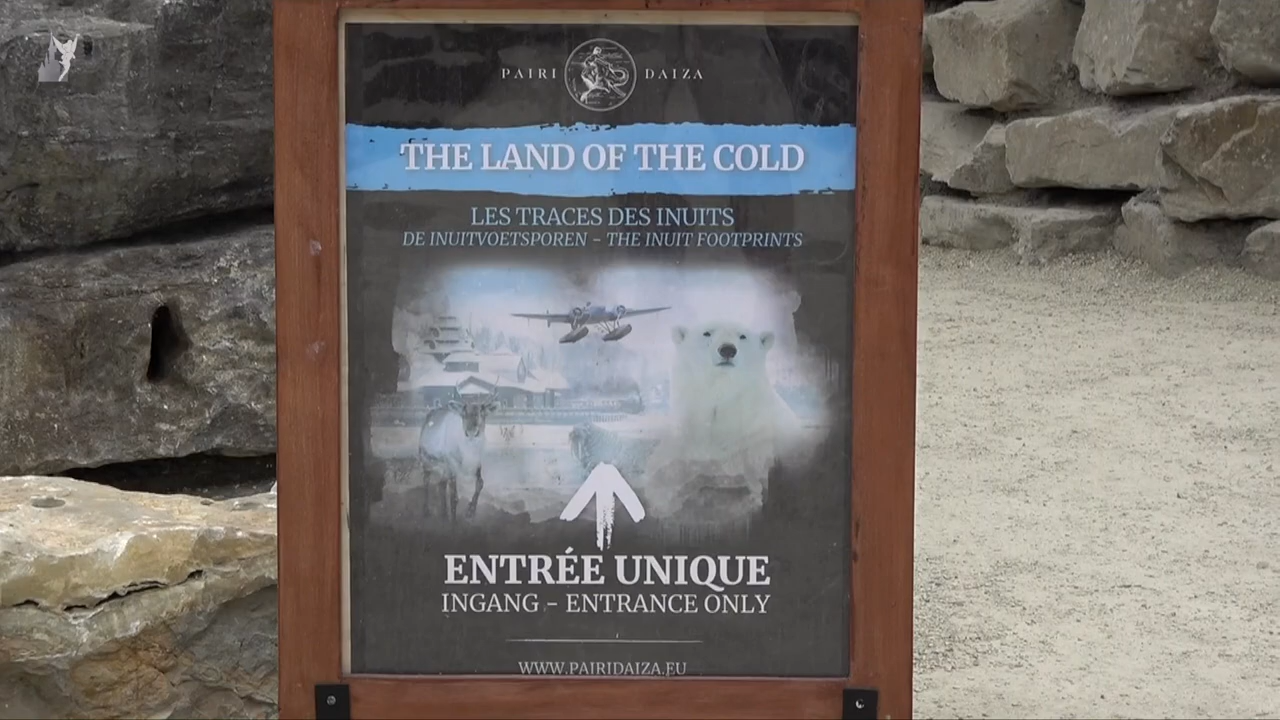 PAIRI DAIZA
THE LAND OF THE COLD
LES TRACES DES INUITS
DE INUITVOETSPOREN – THE INUIT FOOTPRINTS
ENTRÉE UNIQUE
INGANG – ENTRANCE ONLY
WWW.PAIRIDAIZA.EU